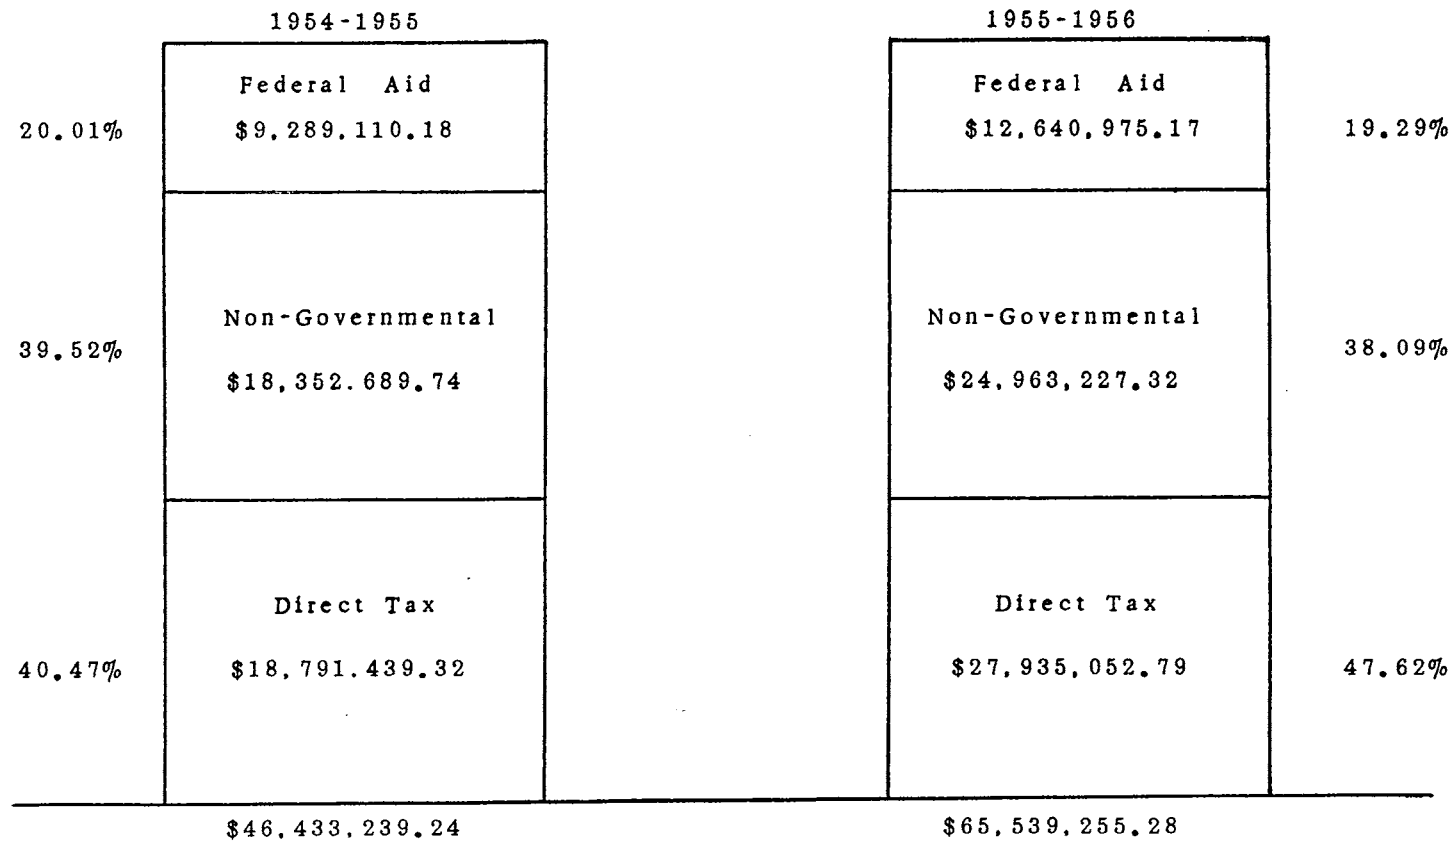 1954-1955
Federal Aid
20.01% $9,289,110.18
Non-Governmental
39.52%
$18,352.689.74
Direct Tax
40.47% $18,791.439.32
$46,433,239.24
1955-1956
Federal Aid
$12,640,975.17 19.29%
Non-Governmental
38.09%
$24,963,227.32
Direct Tax
$27,935,052.79 47.62%
$65,539,255.28